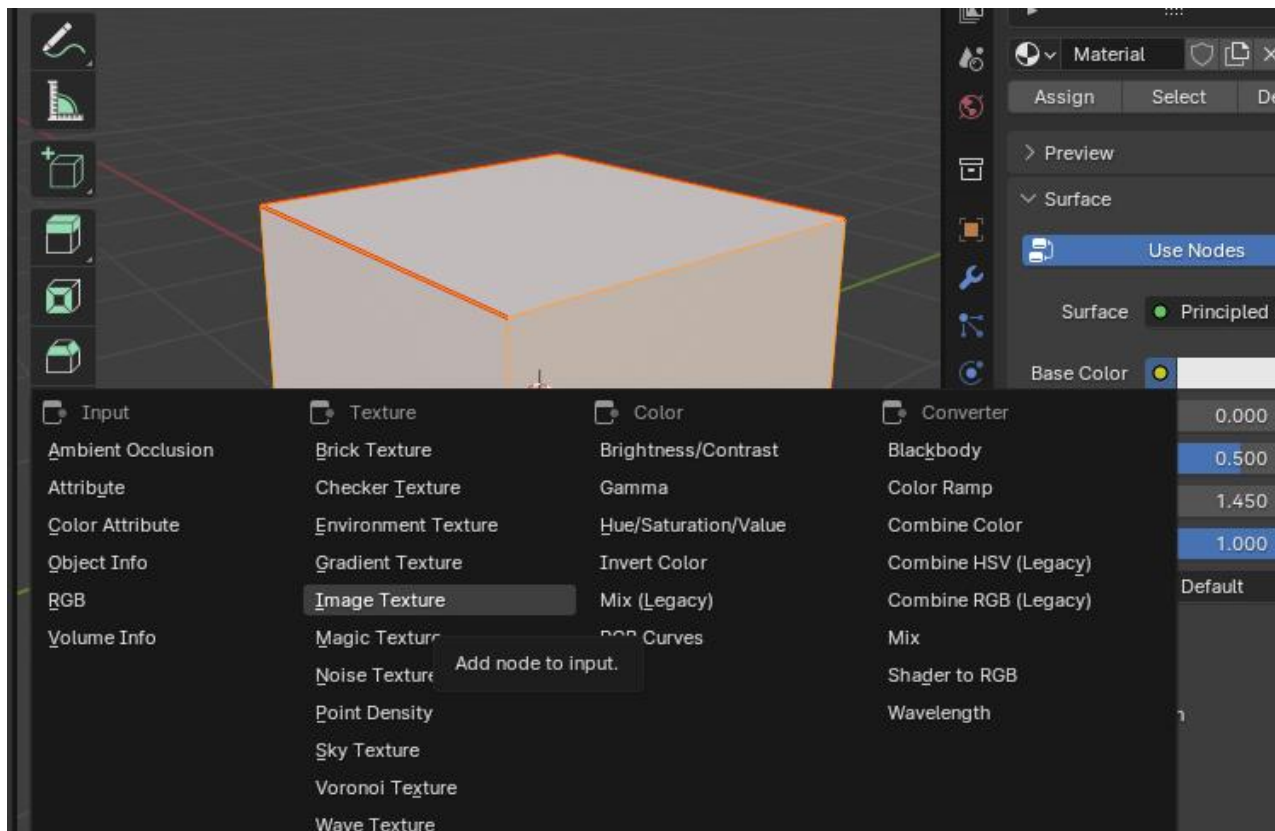 Material
Assign Select
Preview
Surface
Use Nodes
Surface Principled
Base Color
0.000
0.500
1.450
1.000
Default
Input
Ambient Occlusion
Attribute
Color Attribute
Object Info
RGB
Volume Info
Texture
Brick Texture
Checker Texture
Environment Texture
Gradient Texture
Image Texture
Magic Texture
Noise Texture
Point Density
Sky Texture
Voronoi Texture
Wave Texture
Add node to input.
Color
Brightness/Contrast
Gamma
Hue/Saturation/Value
Invert Color
Mix (Legacy)
RGB Curves
Converter
Blackbody
Color Ramp
Combine Color
Combine HSV (Legacy)
Combine RGB (Legacy)
Mix
Shader to RGB
Wavelength